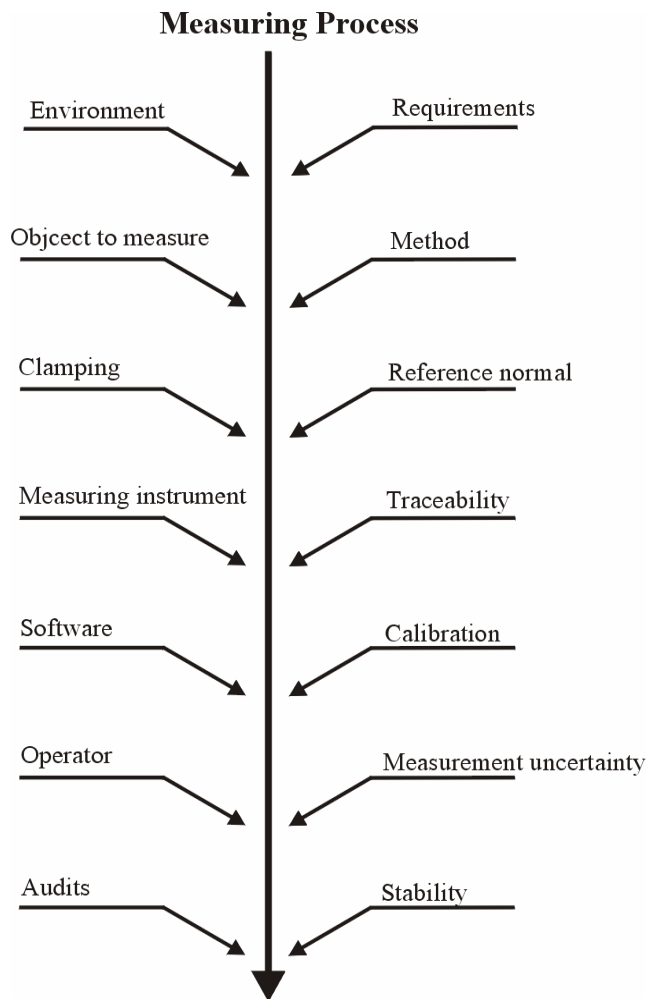 Measuring Process
Environment
Requirements
Objcect to measure
Method
Clamping
Reference normal
Measuring instrument
Traceability
Software
Calibration
Operator
Measurement uncertainty
Audits
Stability